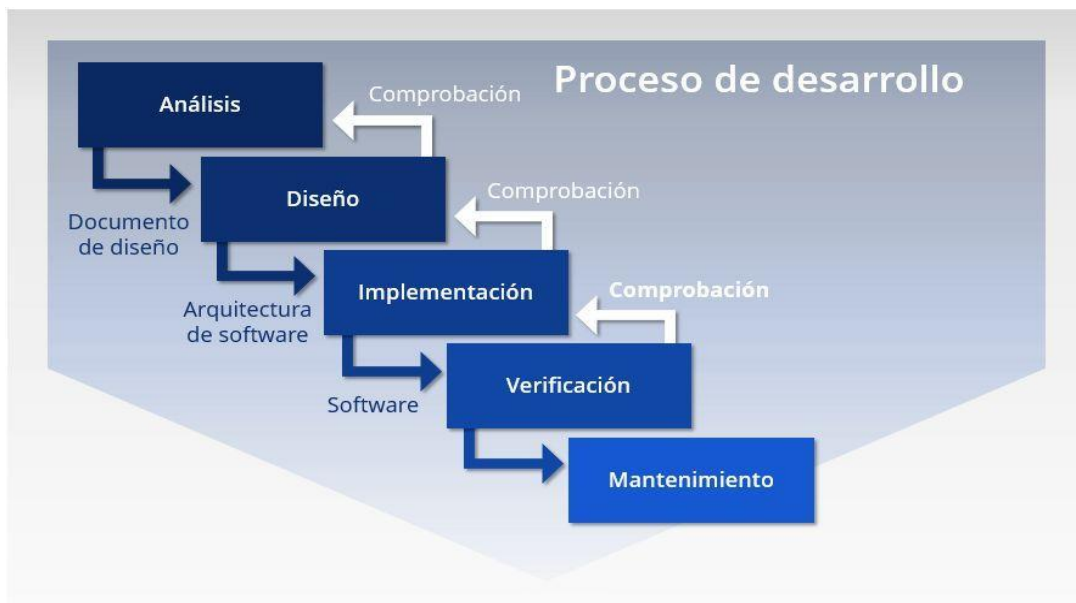 Proceso de desarrollo
Análisis
Comprobación
Diseño
Comprobación
Documento
de diseño
Implementación
Comprobación
Arquitectura
de software
Verificación
Software
Mantenimiento